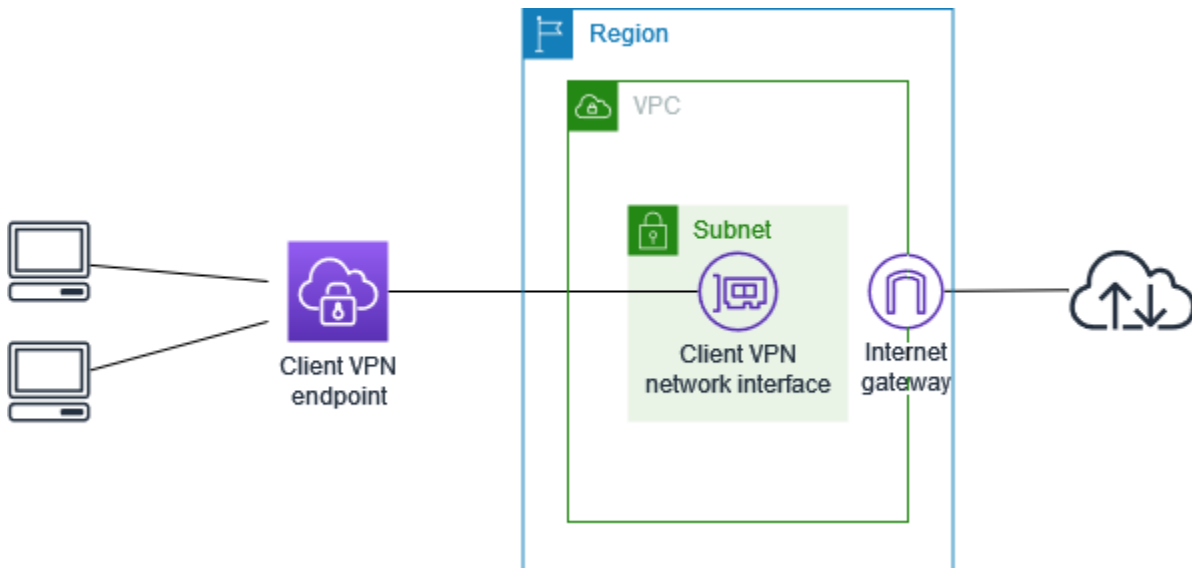 Region
VPC
Subnet
Client VPN
endpoint
Client VPN
network interface
Internet
gateway